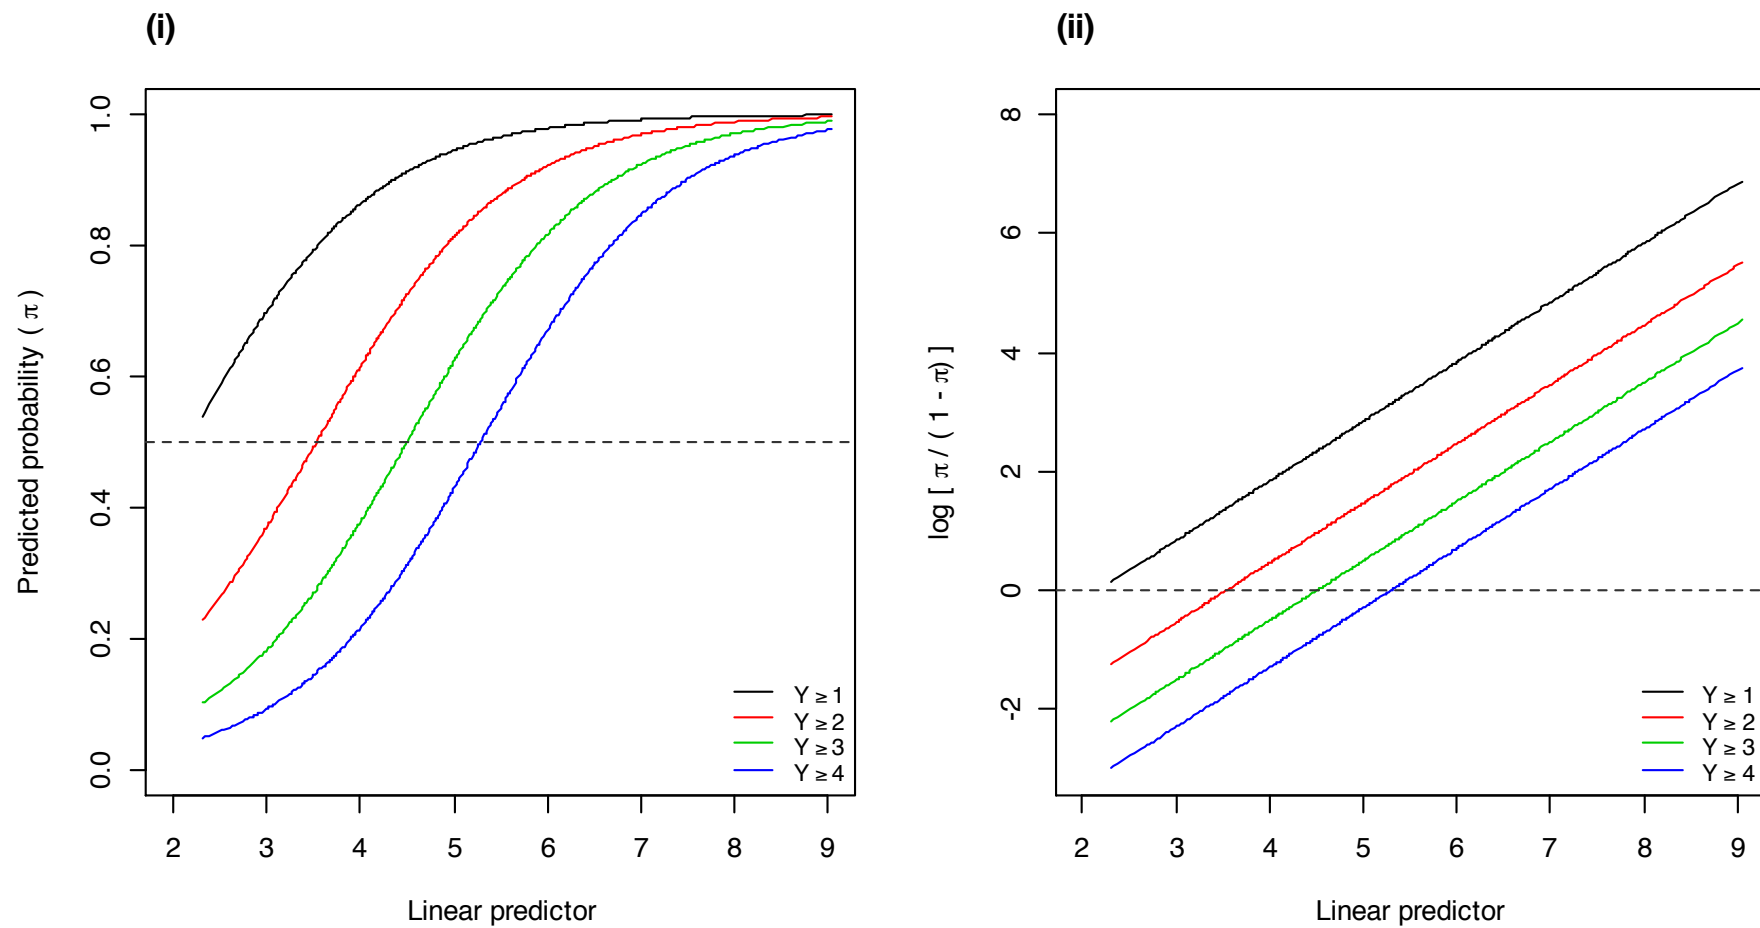 (i)
Predicted probability ( π )
1.0
0.8
0.6
0.4
0.2
0.0
Y ≥ 1
Y ≥ 2
Y ≥ 3
Y ≥ 4
2 3 4 5 6 7 8 9
Linear predictor
(ii)
log [ π / ( 1 - π) ]
8
6
4
2
0
-2
Y ≥ 1
Y ≥ 2
Y ≥ 3
Y ≥ 4
2 3 4 5 6 7 8 9
Linear predictor